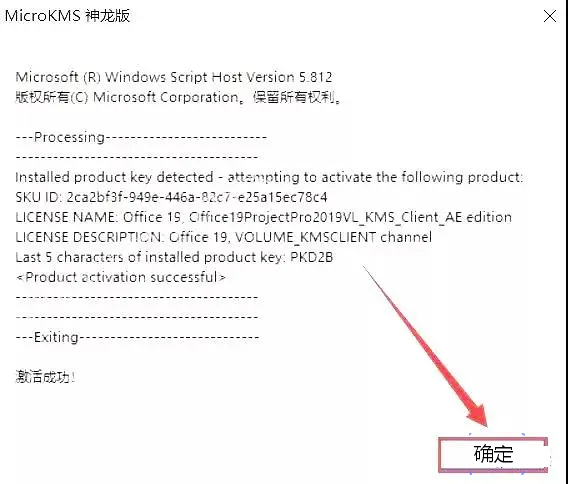 MicroKMS 神龙版
Microsoft (R) Windows Script Host Version 5.812
版权所有(C) Microsoft Corporation。保留所有权利。
---Processing--------------------------
---------------------------------------
Installed product key detected - attempting to activate the following product:
SKU ID: 2ca2bf3f-949e-446a-82c7-e25a15ec78c4
LICENSE NAME: Office 19, Office19ProjectPro2019VL_KMS_Client_AE edition
LICENSE DESCRIPTION: Office 19, VOLUME_KMSCLIENT channel
Last 5 characters of installed product key: PKD2B
<Product activation successful>
---------------------------------------
---------------------------------------
---Exiting-----------------------------
激活成功!
确定